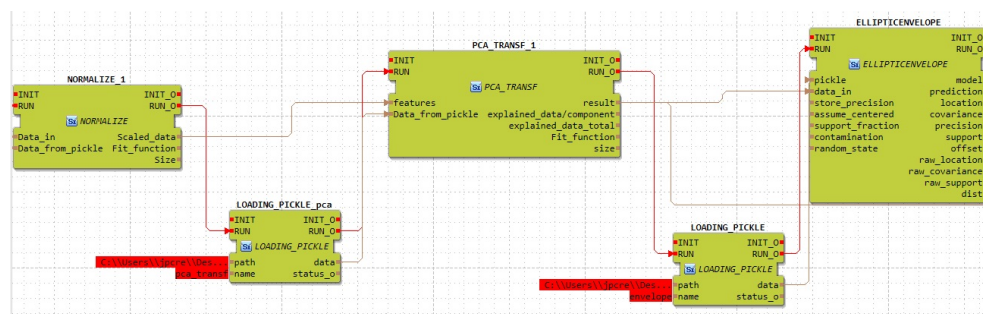 NORMALIZE_1
INIT INIT_O
RUN RUN_O
NORMALIZE
Data_in Scaled_data
Data_from_pickle Fit_function
Size
LOADING_PICKLE_pca
INIT INIT_O
RUN RUN_O
LOADING_PICKLE
C:\\Users\\jpcre\\Des... path data
pca_transf name status_o
PCA_TRANSF_1
INIT INIT_O
RUN RUN_O
PCA_TRANSF
features result
Data_from_pickle explained_data/component
explained_data_total
Fit_function
size
LOADING_PICKLE
INIT INIT_O
RUN RUN_O
LOADING_PICKLE
C:\\Users\\jpcre\\Des... path data
envelope name status_o
ELLIPTICENVELOPE
INIT INIT_O
RUN RUN_O
ELLIPTICENVELOPE
pickle model
data_in prediction
store_precision location
assume_centered covariance
support_fraction precision
contamination support
random_state offset
raw_location
raw_covariance
raw_support
dist